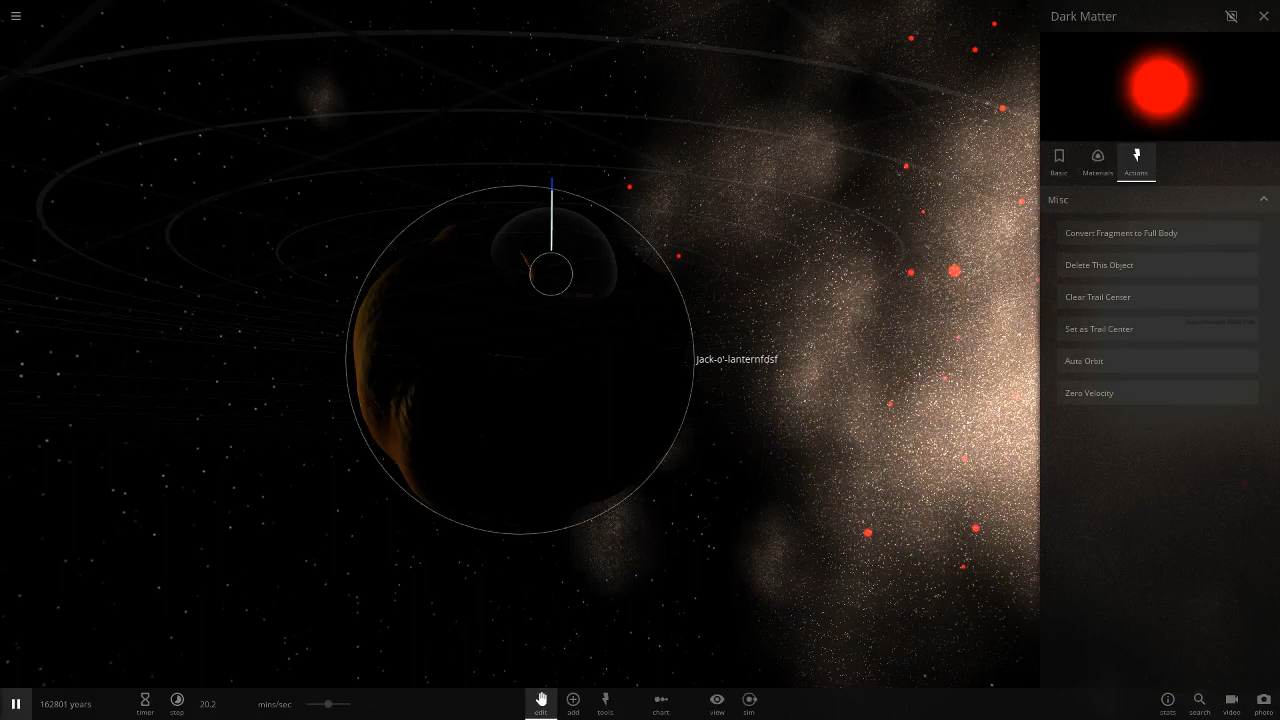 Dark Matter
Basic
Materials
Actions
Misc
Convert Fragment to Full Body
Delete This Object
Clear Trail Center
Set as Trail Center
Auto Orbit
Zero Velocity
Jack-o'-lanternfdsf
162801 years
timer
step
20.2
mins/sec
edit
add
tools
chart
view
sim
stats
search
video
photo